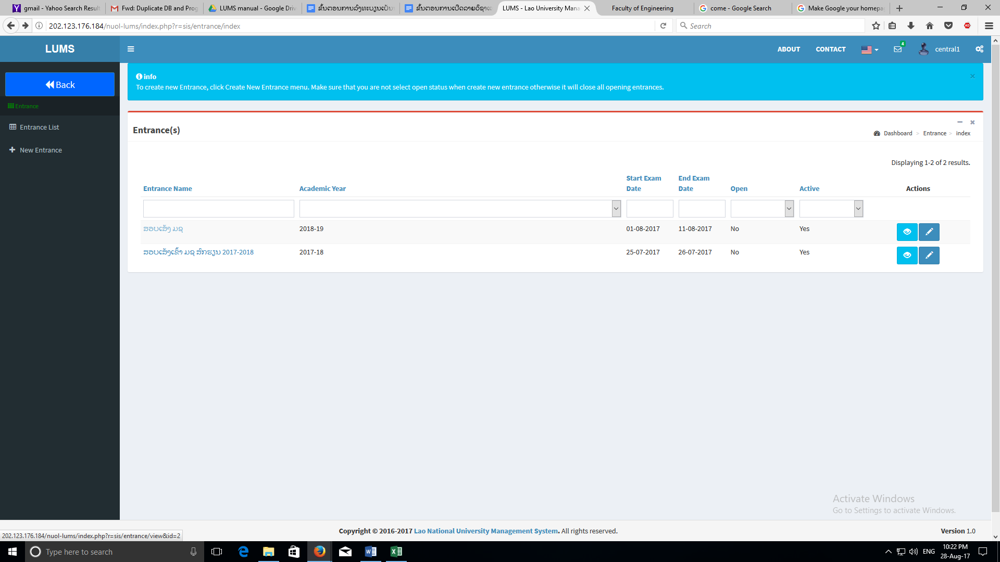 gmail - Yahoo Search Result
Fwd: Duplicate DB and Prog
LUMS manual - Google Driv
ຂັ້ນຕອນການລົງທະບຽນ
ຂັ້ນຕອນການເປີດລາຍວິຊາ
LUMS - Lao University Mana
Faculty of Engineering
come - Google Search
Make Google your homepa
202.123.176.184/nuol-lums/index.php?r=sis/entrance/index
Search
LUMS
ABOUT
CONTACT
4
central1
Back
info
To create new Entrance, click Create New Entrance menu. Make sure that you are not select open status when create new entrance otherwise it will close all opening entrances.
Entrance
Entrance List
New Entrance
Entrance(s)
Dashboard > Entrance > index
Displaying 1-2 of 2 results.
Entrance Name Academic Year Start Exam Date End Exam Date Open Active Actions
ສອບເສັງ ມຊ 2018-19 01-08-2017 11-08-2017 No Yes
ສອບເສັງເຂົ້າ ມຊ ສົກຮຽນ 2017-2018 2017-18 25-07-2017 26-07-2017 No Yes
Activate Windows
Go to Settings to activate Windows.
Copyright © 2016-2017 Lao National University Management System. All rights reserved.
Version 1.0
202.123.176.184/nuol-lums/index.php?r=sis/entrance/view&id=2
Type here to search
ENG
10:22 PM
28-Aug-17